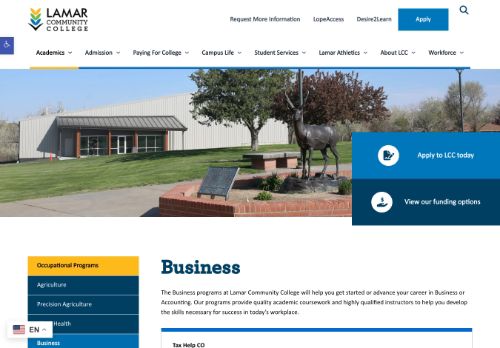 LAMAR
COMMUNITY
COLLEGE
Request More Information LopeAccess Desire2Learn Apply
Academics Admission Paying For College Campus Life Student Services Lamar Athletics About LCC Workforce
Apply to LCC today
View our funding options
Occupational Programs
Agriculture
Precision Agriculture
Health
Business
EN
Business
The Business programs at Lamar Community College will help you get started or advance your career in Business or
Accounting. Our programs provide quality academic coursework and highly qualified instructors to help you develop
the skills necessary for success in today's workplace.
Tax Help CO